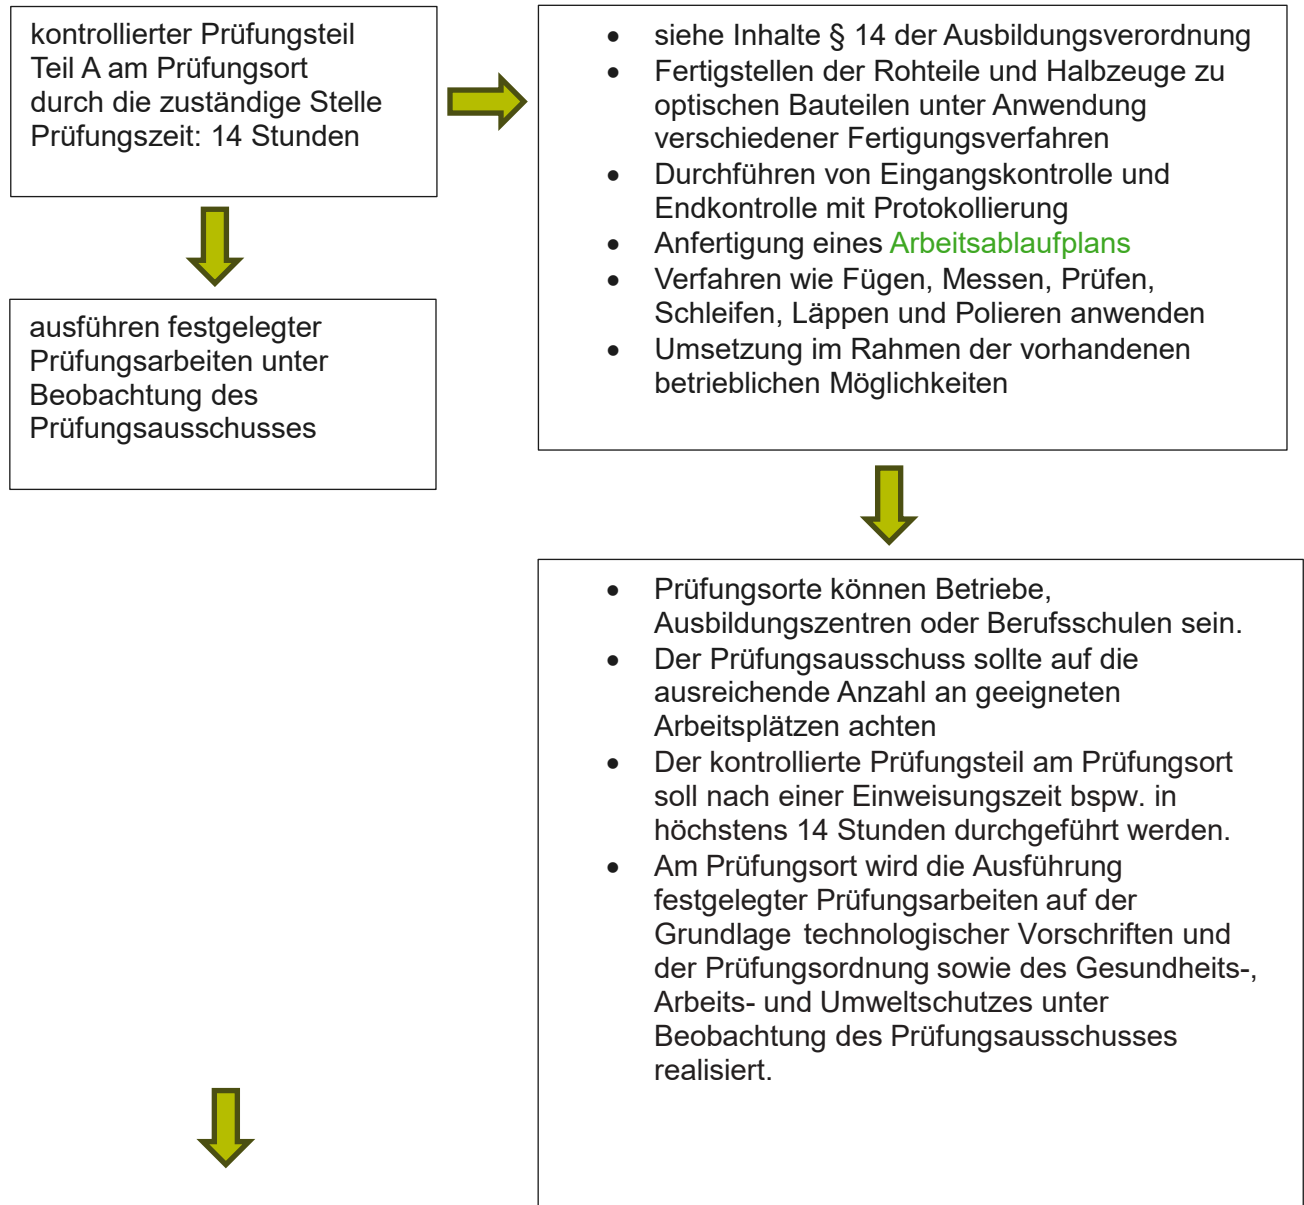 kontrollierter Prüfungsteil
Teil A am Prüfungsort
durch die zuständige Stelle
Prüfungszeit: 14 Stunden
• siehe Inhalte § 14 der Ausbildungsverordnung
• Fertigstellen der Rohteile und Halbzeuge zu
optischen Bauteilen unter Anwendung
verschiedener Fertigungsverfahren
• Durchführen von Eingangskontrolle und
Endkontrolle mit Protokollierung
• Anfertigung eines Arbeitsablaufplans
• Verfahren wie Fügen, Messen, Prüfen,
Schleifen, Läppen und Polieren anwenden
• Umsetzung im Rahmen der vorhandenen
betrieblichen Möglichkeiten
ausführen festgelegter
Prüfungsarbeiten unter
Beobachtung des
Prüfungsausschusses
• Prüfungsorte können Betriebe,
Ausbildungszentren oder Berufsschulen sein.
• Der Prüfungsausschuss sollte auf die
ausreichende Anzahl an geeigneten
Arbeitsplätzen achten
• Der kontrollierte Prüfungsteil am Prüfungsort
soll nach einer Einweisungszeit bspw. in
höchstens 14 Stunden durchgeführt werden.
• Am Prüfungsort wird die Ausführung
festgelegter Prüfungsarbeiten auf der
Grundlage technologischer Vorschriften und
der Prüfungsordnung sowie des Gesundheits-,
Arbeits- und Umweltschutzes unter
Beobachtung des Prüfungsausschusses
realisiert.